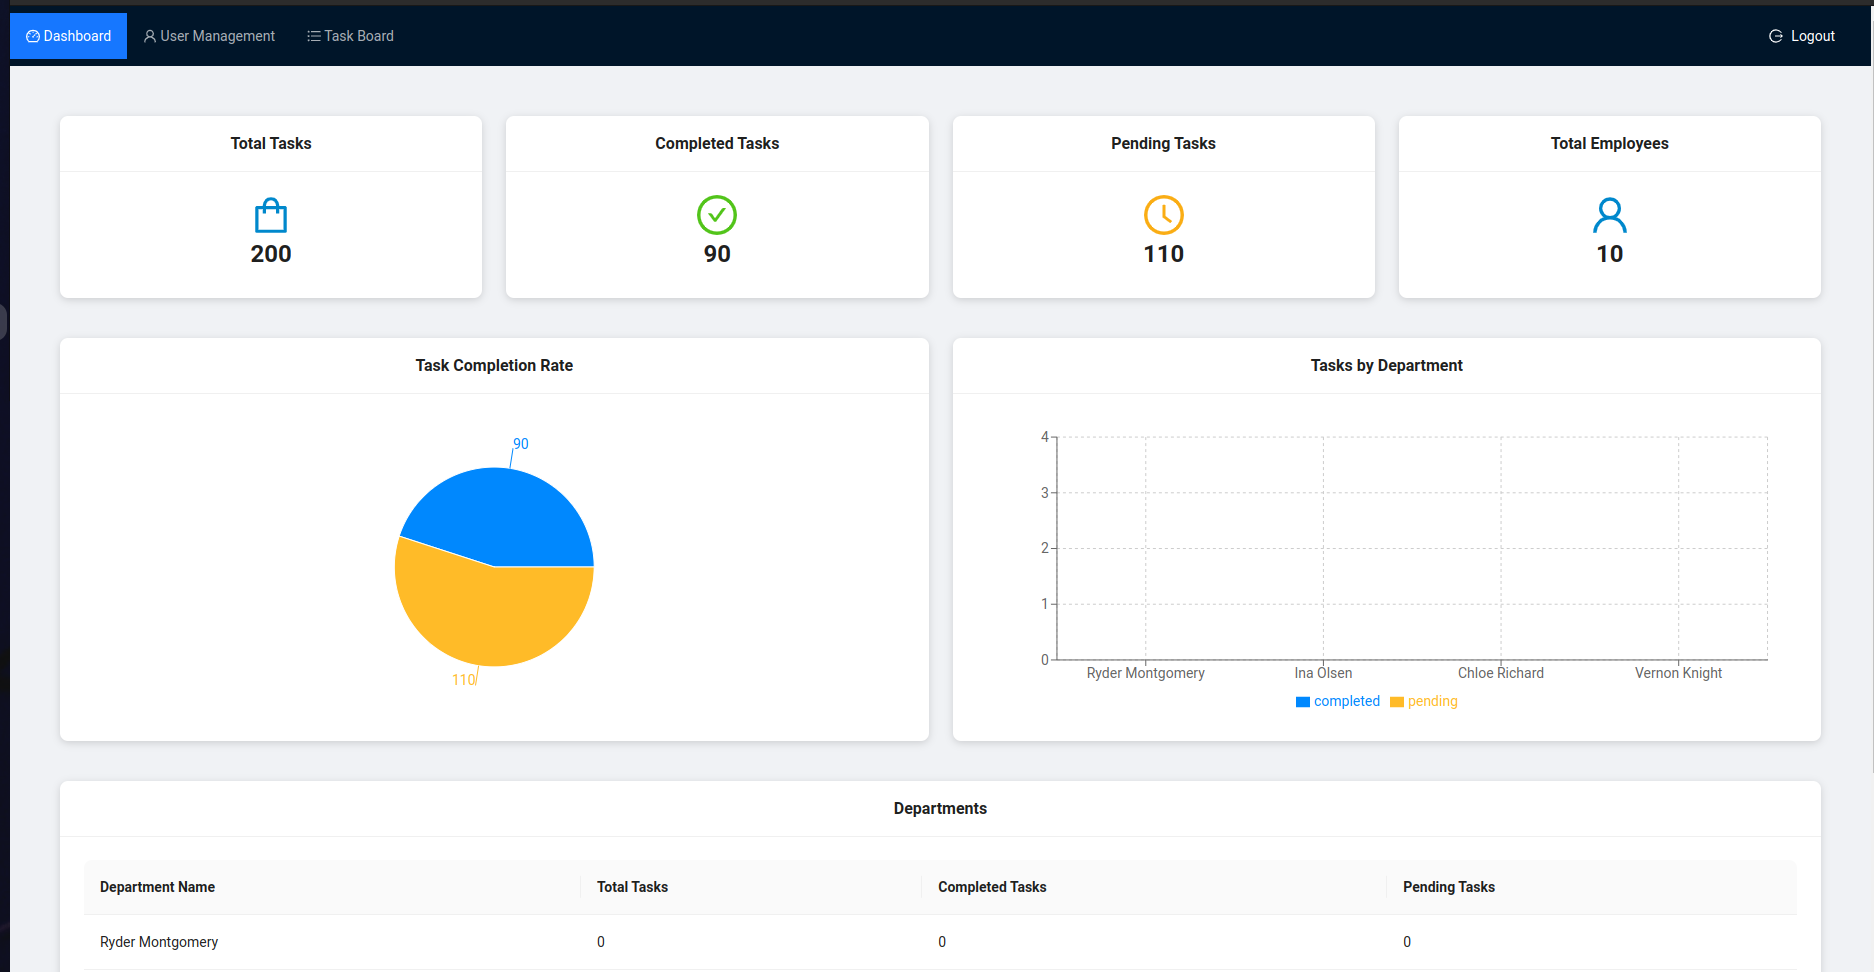 Dashboard User Management Task Board Logout
Total Tasks
200
Completed Tasks
90
Pending Tasks
110
Total Employees
10
Task Completion Rate
90
110
Tasks by Department
4
3
2
1
0
Ryder Montgomery Ina Olsen Chloe Richard Vernon Knight
completed pending
Departments
Department Name Total Tasks Completed Tasks Pending Tasks
Ryder Montgomery 0 0 0